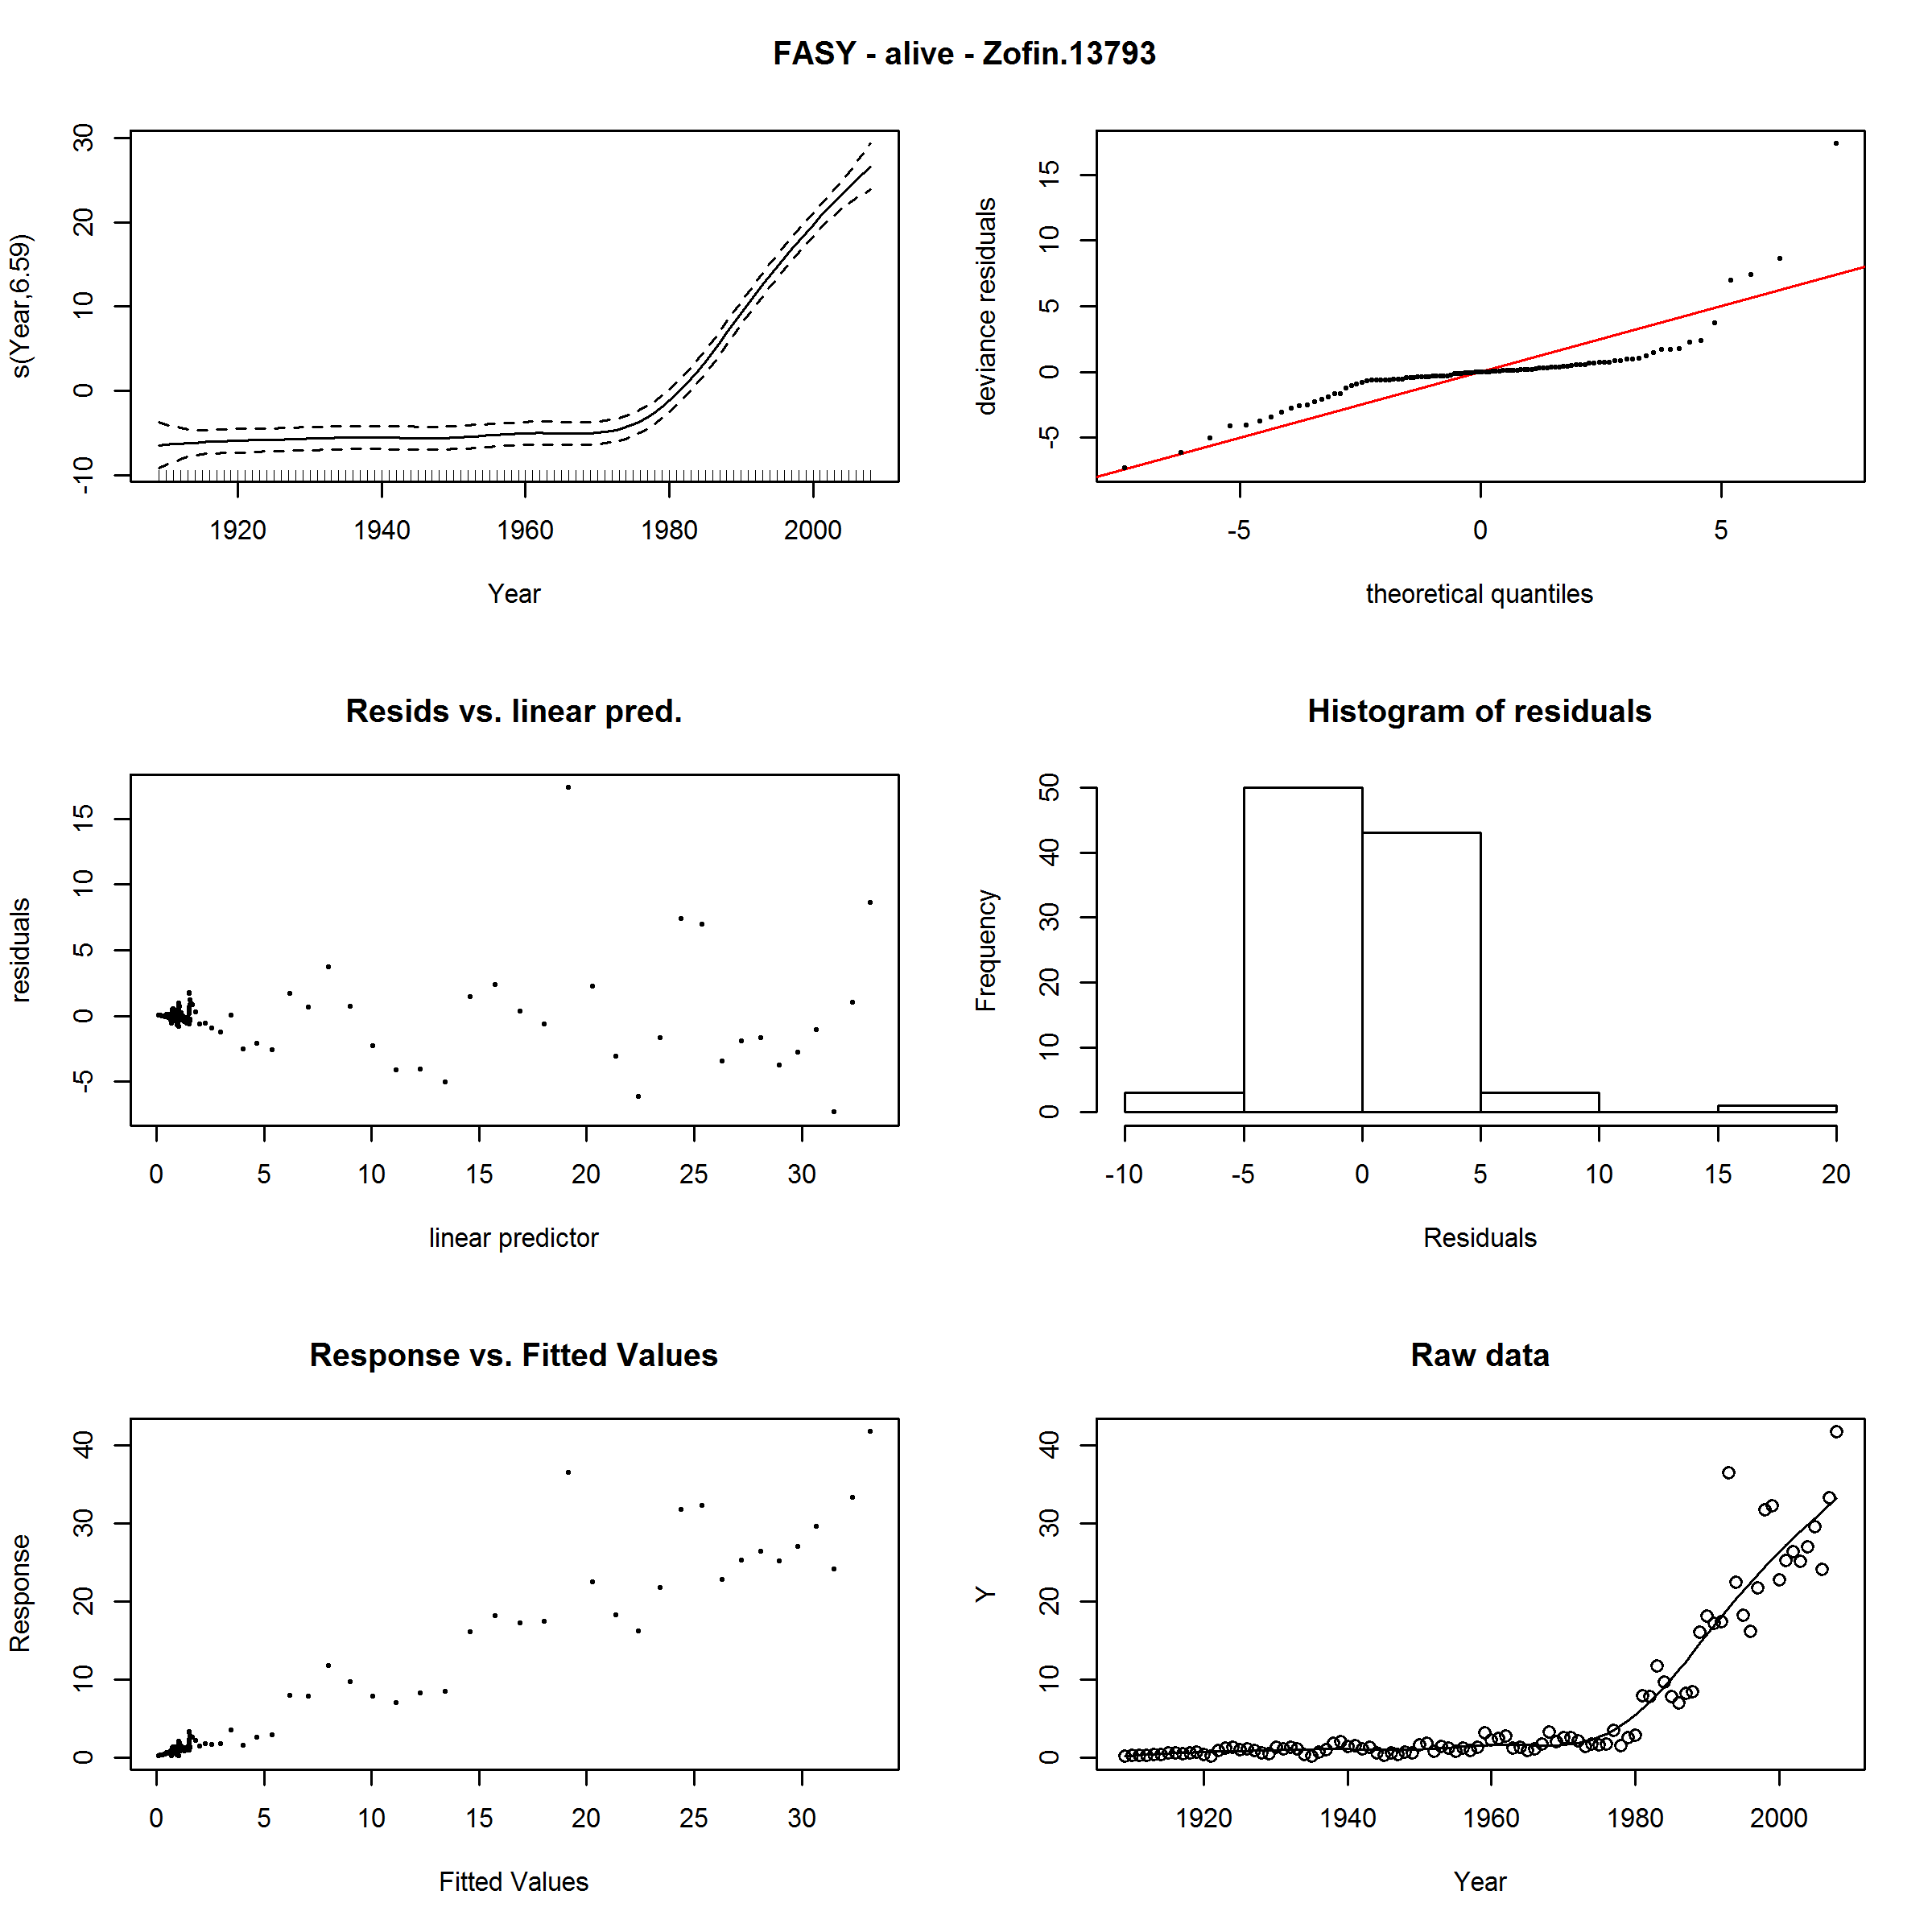 FASY - alive - Zofin.13793
s(Year,6.59)
30
20
10
0
-10
1920 1940 1960 1980 2000
Year
deviance residuals
15
10
5
0
-5
-5 0 5
theoretical quantiles
Resids vs. linear pred.
residuals
15
10
5
0
-5
0 5 10 15 20 25 30
linear predictor
Histogram of residuals
Frequency
50
40
30
20
10
0
-10 -5 0 5 10 15 20
Residuals
Response vs. Fitted Values
Response
40
30
20
10
0
0 5 10 15 20 25 30
Fitted Values
Raw data
Y
40
30
20
10
0
1920 1940 1960 1980 2000
Year